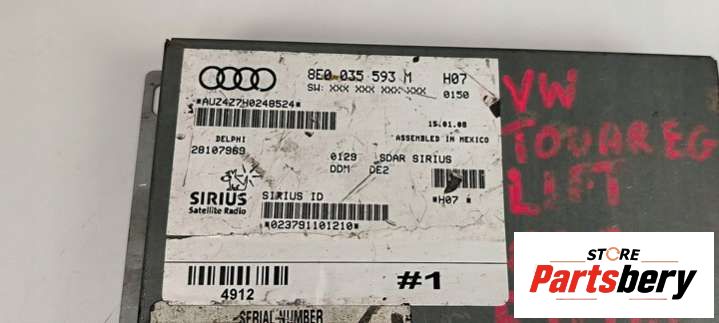 8E0 035 593 M H07
SW: XXX XXX XXX XXX 0150
*AUZ4Z7H0248524*
15.01.08
ASSEMBLED IN MEXICO
DELPHI
28107969
0129 SDAR SIRIUS
DDM DE2
SIRIUS
Satellite Radio
SIRIUS ID
*H07 *
*023791101210*
4912
#1
SERIAL NUMBER
VW
TOUAREG
LIFT
STORE
Partsbery